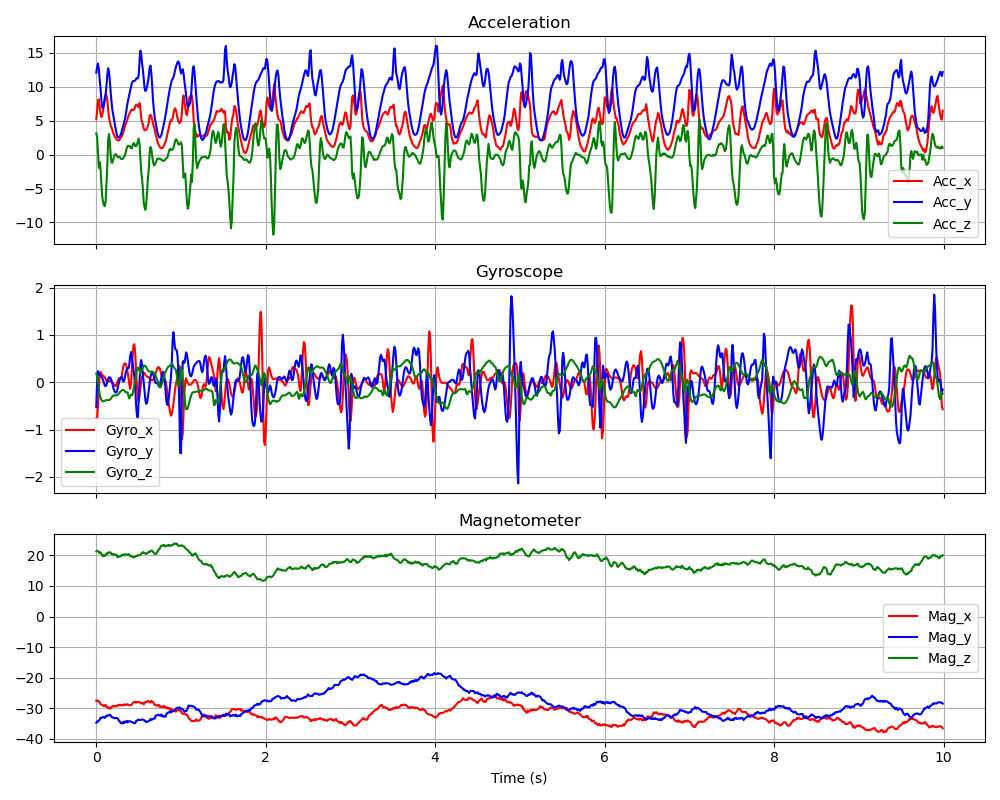 Acceleration
15
10
5
0
−5
−10
Acc_x
Acc_y
Acc_z
Gyroscope
2
1
0
−1
−2
Gyro_x
Gyro_y
Gyro_z
Magnetometer
20
10
0
−10
−20
−30
−40
Mag_x
Mag_y
Mag_z
0 2 4 6 8 10
Time (s)